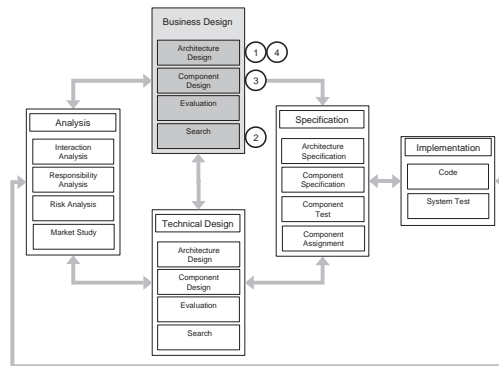 Business Design
Architecture
Design
1
4
Component
Design
3
Evaluation
Search
2
Analysis
Interaction
Analysis
Responsibility
Analysis
Risk Analysis
Market Study
Technical Design
Architecture
Design
Component
Design
Evaluation
Search
Specification
Architecture
Specification
Component
Specification
Component
Test
Component
Assignment
Implementation
Code
System Test